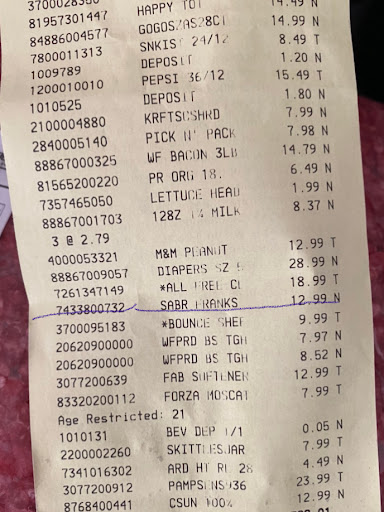 3700028350 HAPPY TOT 14.49 N
81957301447 GOGOSZAS28CT 14.99 N
84886004577 SNKIST 24/12 8.49 T
7800011313 DEPOSIT 1.20 N
1009789 PEPSI 36/12 15.49 T
1200010010 DEPOSIT 1.80 N
1010525 KRFTSCSHRD 7.99 N
2100004880 PICK N' PACK 7.98 N
2840005140 WF BACON 3LB 14.79 N
88867000325 PR ORG 18. 6.49 N
81565200220 LETTUCE HEAD 1.99 N
7357465050 128Z MILK 8.37 N
88867001703
3 @ 2.79
4000053321 M&M PEANUT 12.99 T
88867009057 DIAPERS SZ 28.99 N
7261347149 *ALL FREE CL 18.99 T
7433800732 SABR FRANKS 12.99 N
3700095183 *BOUNCE SHEE 9.99 T
20620900000 WFPRD BS TGH 7.97 N
20620900000 WFPRD BS TGH 8.52 N
3077200639 FAB SOFTENER 12.99 T
83320200112 FORZA MOSCAT 7.99 T
Age Restricted: 21
1010131 BEV DEP 1/1 0.05 N
2200002260 SKITTLESJAR 7.99 T
7341016302 ARD HT RL 28 4.49 N
3077200912 PAMPSENS936 23.99 T
8768400441 CSUN 100% 12.99 N